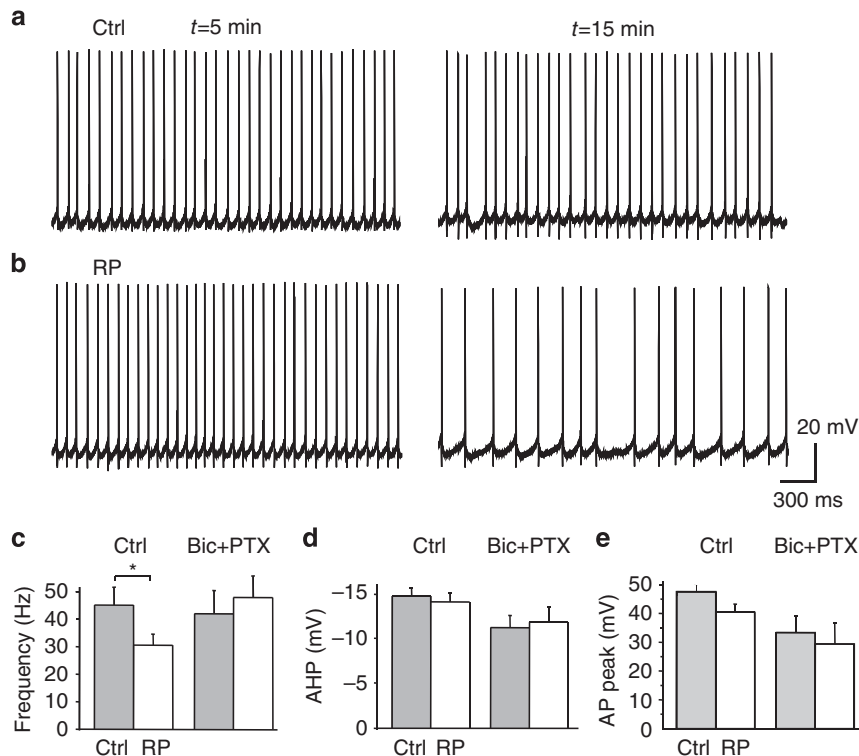 a
Ctrl t=5 min t=15 min
b
RP
20 mV
300 ms
c
Ctrl Bic+PTX
*
Frequency (Hz)
50
40
30
20
10
0
Ctrl RP
d
Ctrl Bic+PTX
AHP (mV)
−15
−10
−5
0
Ctrl RP
e
Ctrl Bic+PTX
AP peak (mV)
50
40
30
20
10
0
Ctrl RP